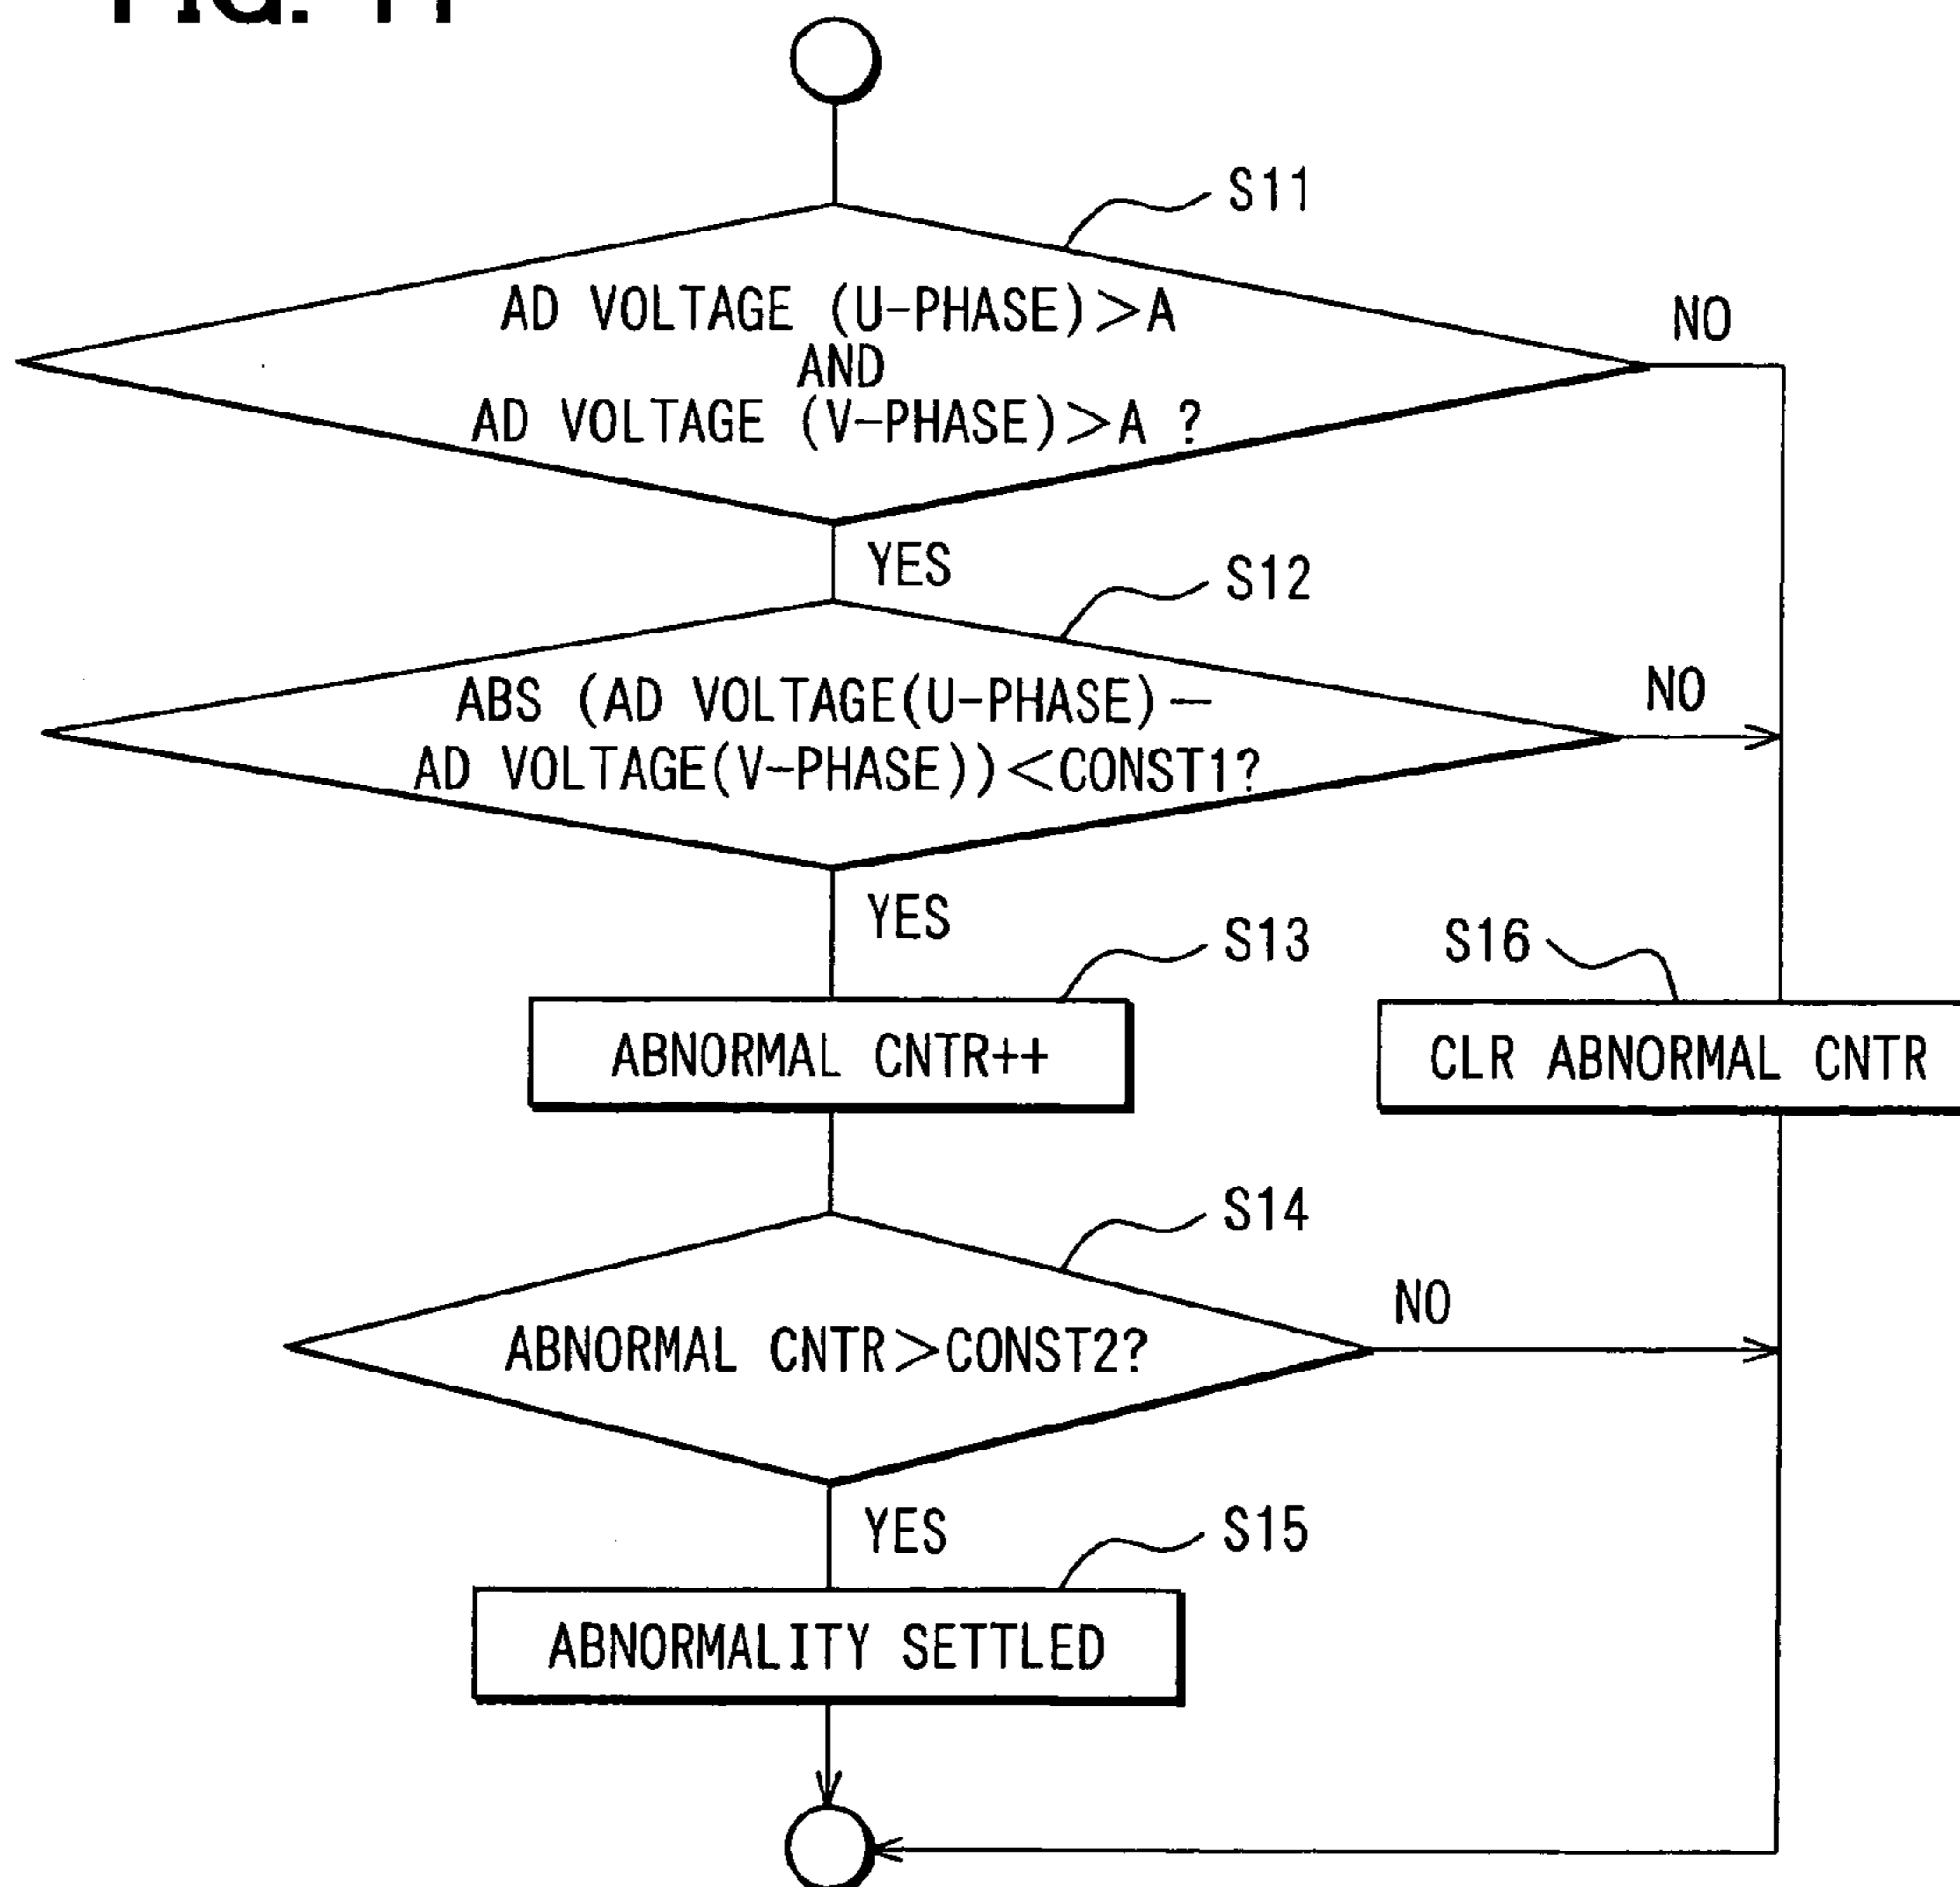 S11
AD VOLTAGE (U-PHASE)>A
AND
AD VOLTAGE (V-PHASE)>A ?
NO
YES
S12
ABS (AD VOLTAGE(U-PHASE)—
AD VOLTAGE(V-PHASE))<CONST1?
NO
YES
S13
ABNORMAL CNTR++
S16
CLR ABNORMAL CNTR
S14
ABNORMAL CNTR>CONST2?
NO
YES
S15
ABNORMALITY SETTLED